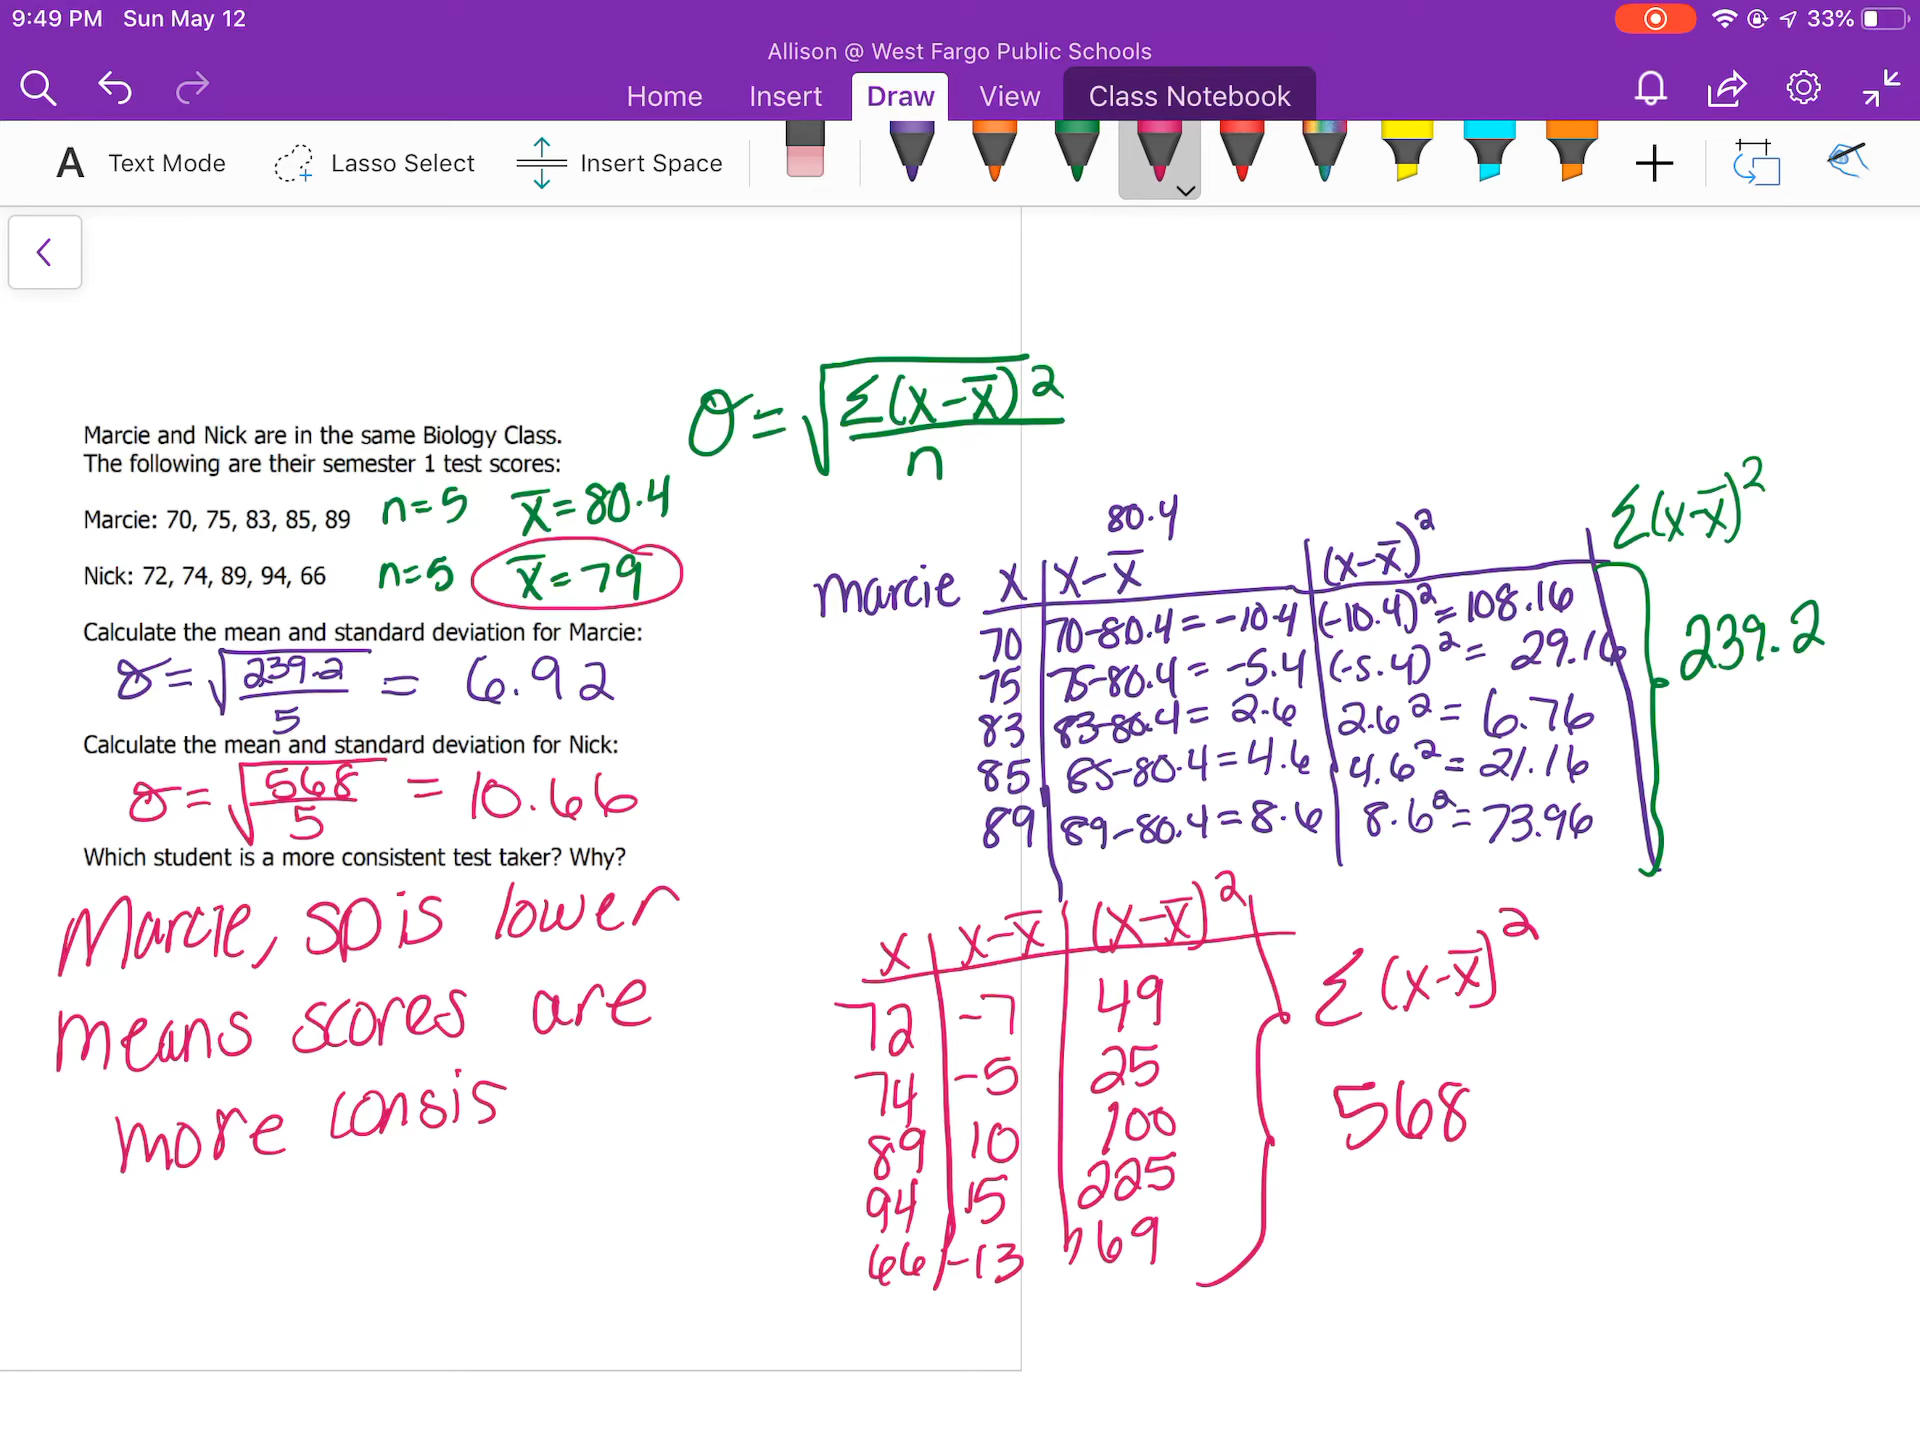 9:49 PM Sun May 12
33%
Allison @ West Fargo Public Schools
Home Insert Draw View Class Notebook
A Text Mode Lasso Select Insert Space
σ = √Σ(x-x̄)²/n
Marcie and Nick are in the same Biology Class.
The following are their semester 1 test scores:
Marcie: 70, 75, 83, 85, 89 n=5 x̄=80.4
Nick: 72, 74, 89, 94, 66 n=5 x̄=79
Calculate the mean and standard deviation for Marcie:
σ = √239.2/5 = 6.92
Calculate the mean and standard deviation for Nick:
σ = √568/5 = 10.66
Which student is a more consistent test taker? Why?
Marcie, SD is lower
means scores are
more consis
80.4
Marcie x x-x̄ (x-x̄)² Σ(x-x̄)²
70 70-80.4=-10.4 (-10.4)²=108.16
75 75-80.4=-5.4 (-5.4)²=29.16
83 83-80.4=2.6 2.6²=6.76
85 85-80.4=4.6 4.6²=21.16
89 89-80.4=8.6 8.6²=73.96
239.2
x x-x̄ (x-x̄)² Σ(x-x̄)²
72 -7 49
74 -5 25
89 10 100
94 15 225
66 -13 169
568